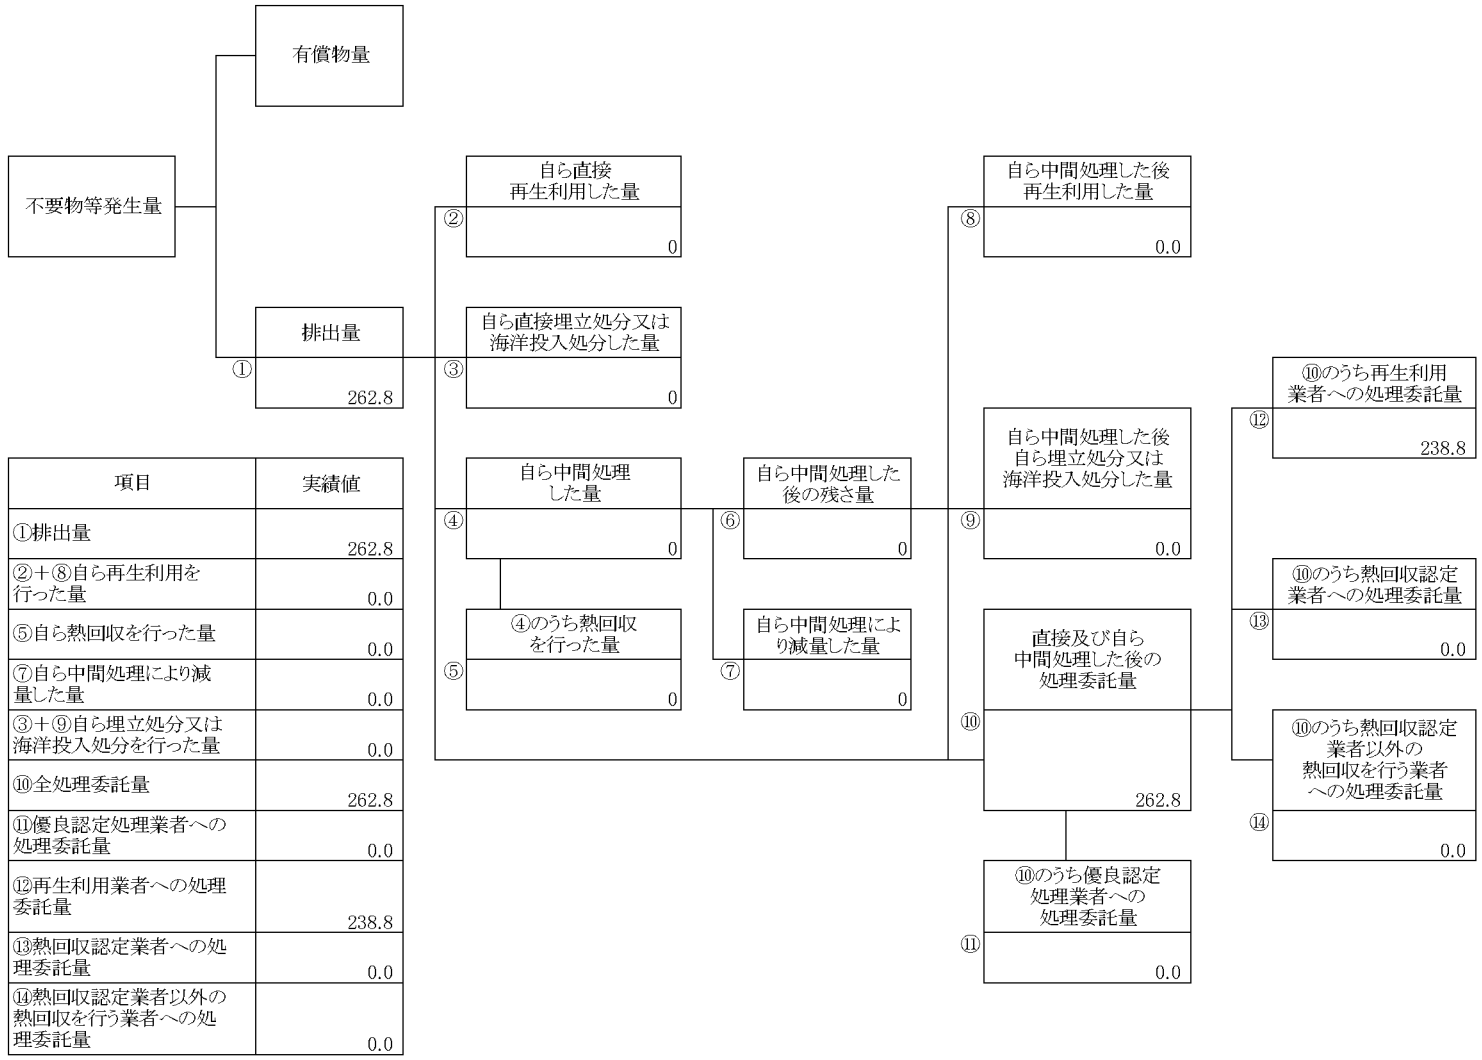 有償物量
不要物等発生量
自ら直接
再生利用した量
②
0
自ら中間処理した後
再生利用した量
⑧
0.0
排出量
①
262.8
自ら直接埋立処分又は
海洋投入処分した量
③
0
⑩のうち再生利用
業者への処理委託量
⑫
238.8
自ら中間処理
した量
④
0
自ら中間処理した
後の残さ量
⑥
0
自ら中間処理した後
自ら埋立処分又は
海洋投入処分した量
⑨
0.0
⑩のうち熱回収認定
業者への処理委託量
⑬
0.0
④のうち熱回収
を行った量
⑤
0
自ら中間処理によ
り減量した量
⑦
0
直接及び自ら
中間処理した後の
処理委託量
⑩
262.8
⑩のうち熱回収認定
業者以外の
熱回収を行う業者
への処理委託量
⑭
0.0
⑩のうち優良認定
処理業者への
処理委託量
⑪
0.0
項目 実績値
①排出量
262.8
②+⑧自ら再生利用を
行った量
0.0
⑤自ら熱回収を行った量
0.0
⑦自ら中間処理により減
量した量
0.0
③+⑨自ら埋立処分又は
海洋投入処分を行った量
0.0
⑩全処理委託量
262.8
⑪優良認定処理業者への
処理委託量
0.0
⑫再生利用業者への処理
委託量
238.8
⑬熱回収認定業者への処
理委託量
0.0
⑭熱回収認定業者以外の
熱回収を行う業者への処
理委託量
0.0